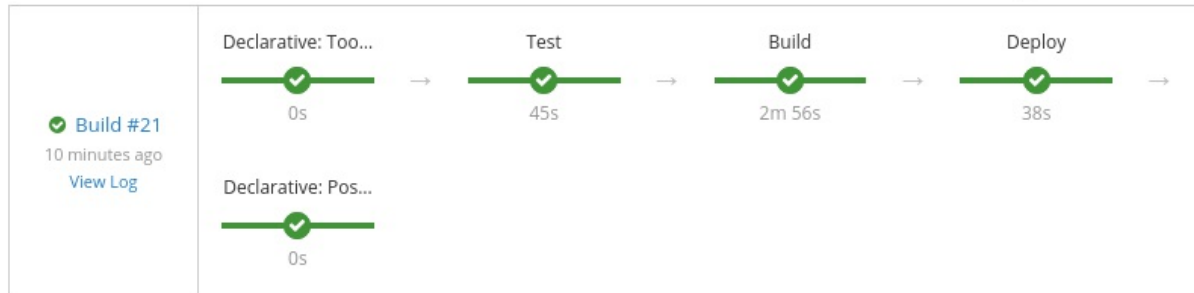 Build #21
10 minutes ago
View Log
Declarative: Too...
Test
Build
Deploy
0s
45s
2m 56s
38s
Declarative: Pos...
0s